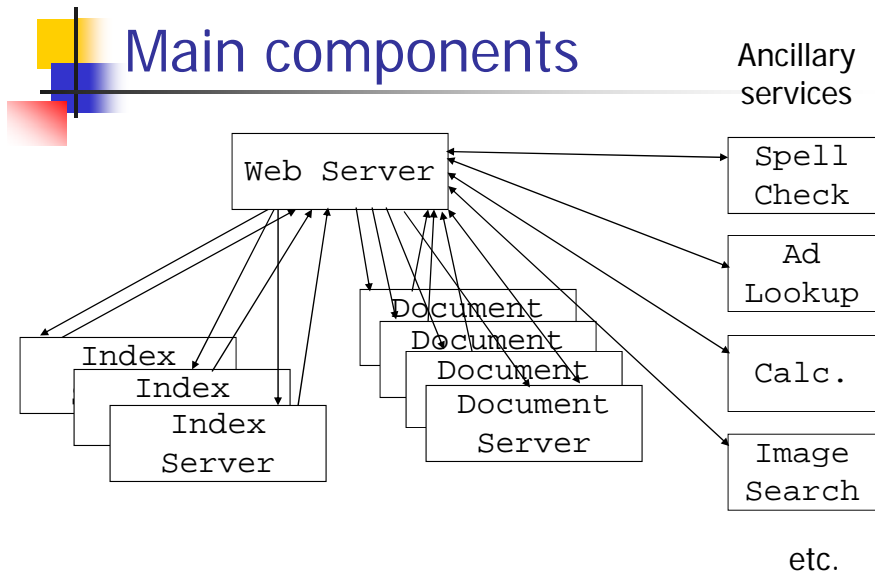 Main components
Ancillary
services
Web Server
Spell
Check
Ad
Lookup
Calc.
Image
Search
etc.
Index
Index
Index
Server
Document
Document
Document
Document
Server